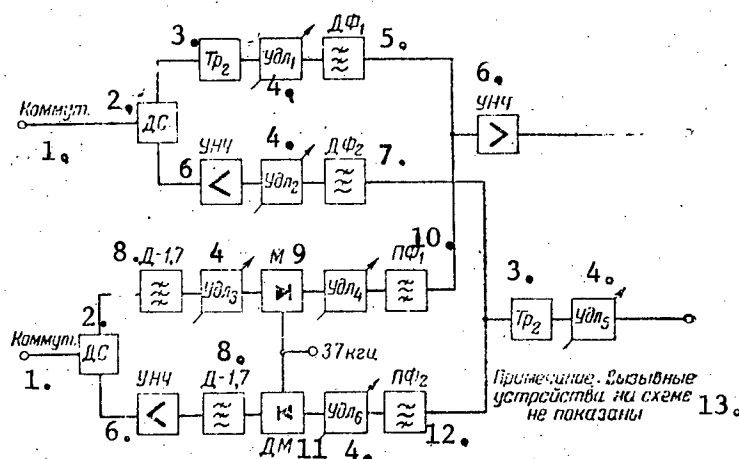 3. 4. ДФ₁ 5. 6.
Тр₂ Удл₁
Коммут. 2. ДС УНЧ >
1.
6 УНЧ < 4. Удл₂ ДФ₂ 7.
8. Д-1,7 4 Удл₃ М 9 Удл₄ ПФ₁ 10.
3. Тр₂ 4. Удл₅
Коммут. 2. ДС
1.
37 кгц
6. УНЧ < 8. Д-1,7 ДМ 11 Удл₆ 4. ПФ₂ 12.
Примечание. Вызывные
устройства на схеме
не показаны 13.